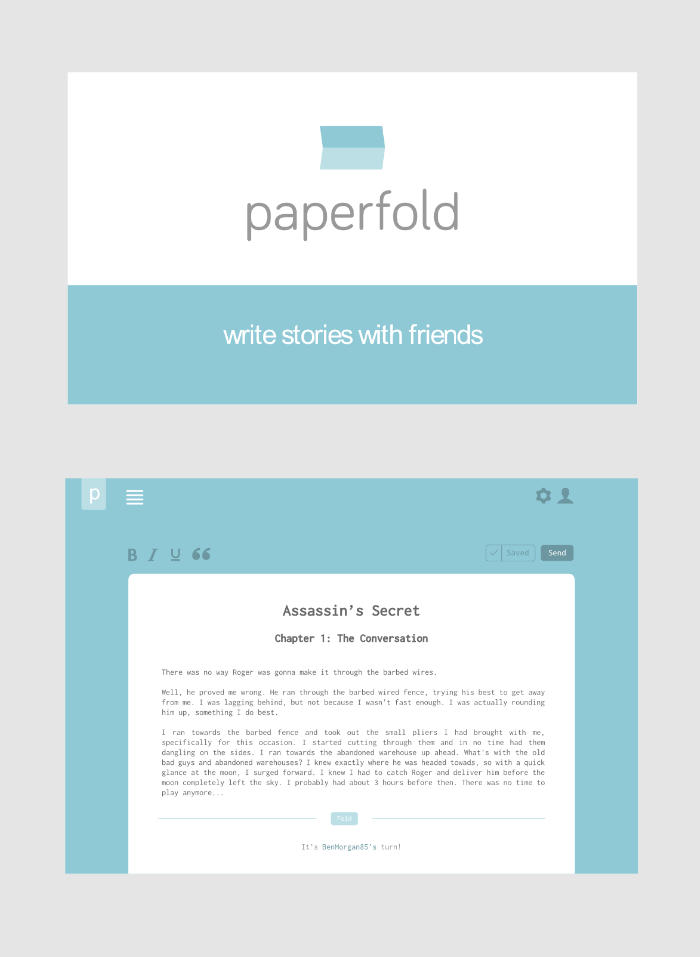 paperfold
write stories with friends
p
B I U
Saved
Send
Assassin's Secret
Chapter 1: The Conversation
There was no way Roger was gonna make it through the barbed wires.
Well, he proved me wrong. He ran through the barbed wired fence, trying his best to get away
from me. I was lagging behind, but not because I wasn't fast enough. I was actually rounding
him up, something I do best.
I ran towards the barbed fence and took out the small pliers I had brought with me,
specifically for this occasion. I started cutting through them and in no time had them
dangling on the sides. I ran towards the abandoned warehouse up ahead. What's with the old
bad guys and abandoned warehouses? I knew exactly where he was headed towads, so with a quick
glance at the moon, I surged forward. I knew I had to catch Roger and deliver him before the
moon completely left the sky. I probably had about 3 hours before then. There was no time to
play anymore...
Fold
It's BenMorgan85's turn!